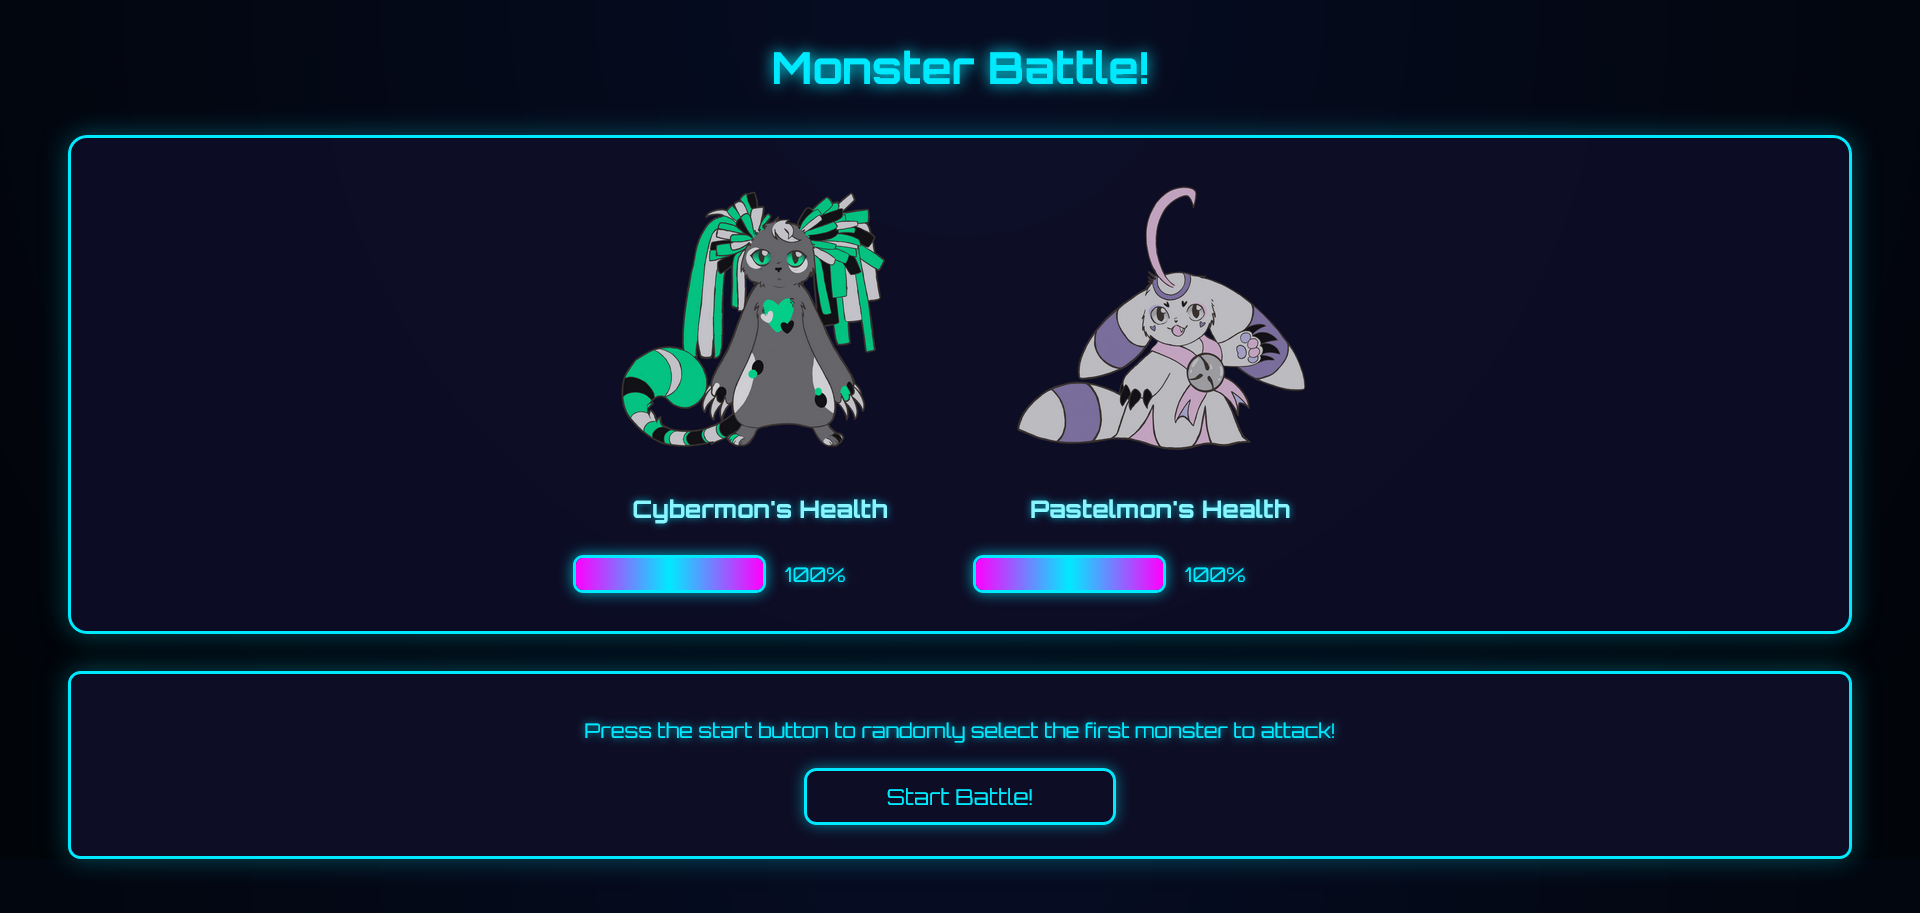 Monster Battle!
Cybermon's Health
Pastelmon's Health
100%
100%
Press the start button to randomly select the first monster to attack!
Start Battle!